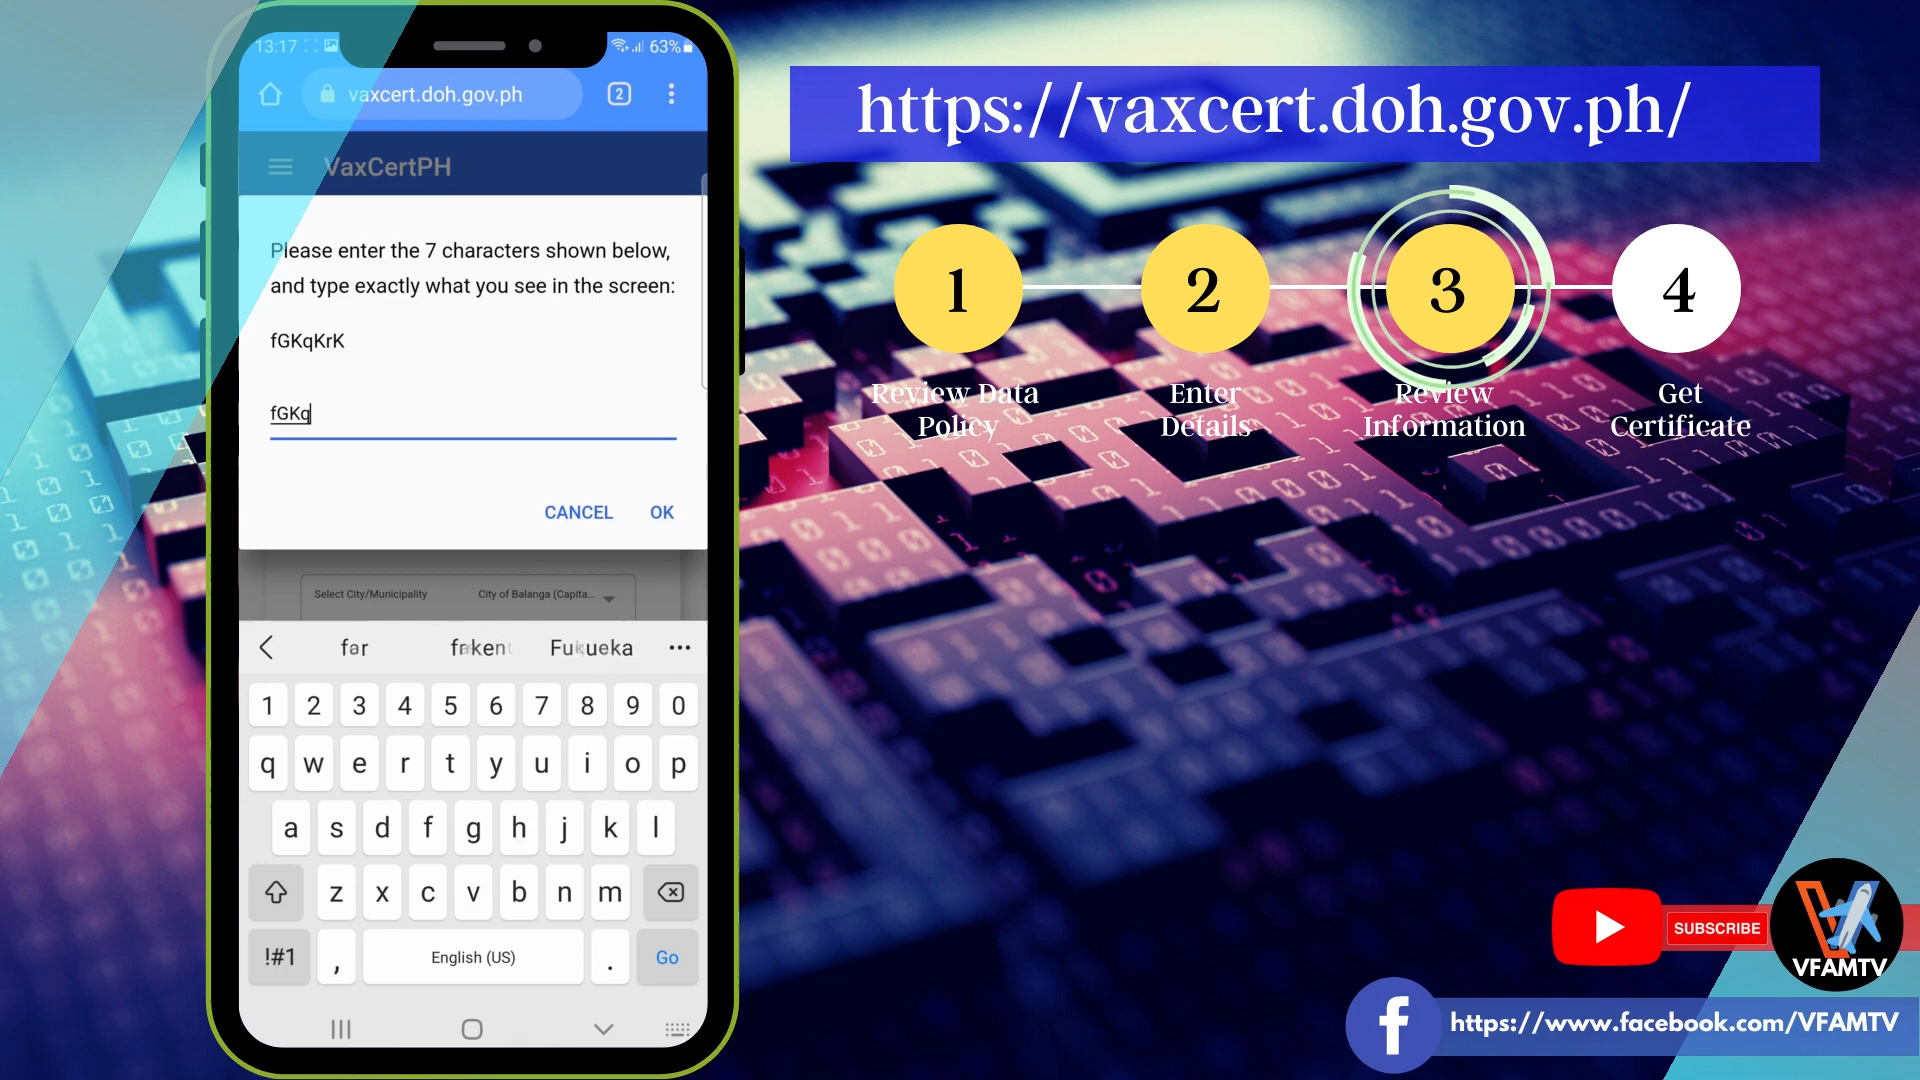 13:17
63%
vaxcert.doh.gov.ph
2
VaxCertPH
Please enter the 7 characters shown below,
and type exactly what you see in the screen:
fGKqKrK
fGKq
CANCEL OK
Select City/Municipality City of Balanga (Capita...
1 2 3 4 5 6 7 8 9 0
q w e r t y u i o p
a s d f g h j k l
z x c v b n m
!#1 , English (US) . Go
https://vaxcert.doh.gov.ph/
1 2 3 4
Review Data
Policy
Enter
Details
Review
Information
Get
Certificate
SUBSCRIBE
VFAMTV
https://www.facebook.com/VFAMTV